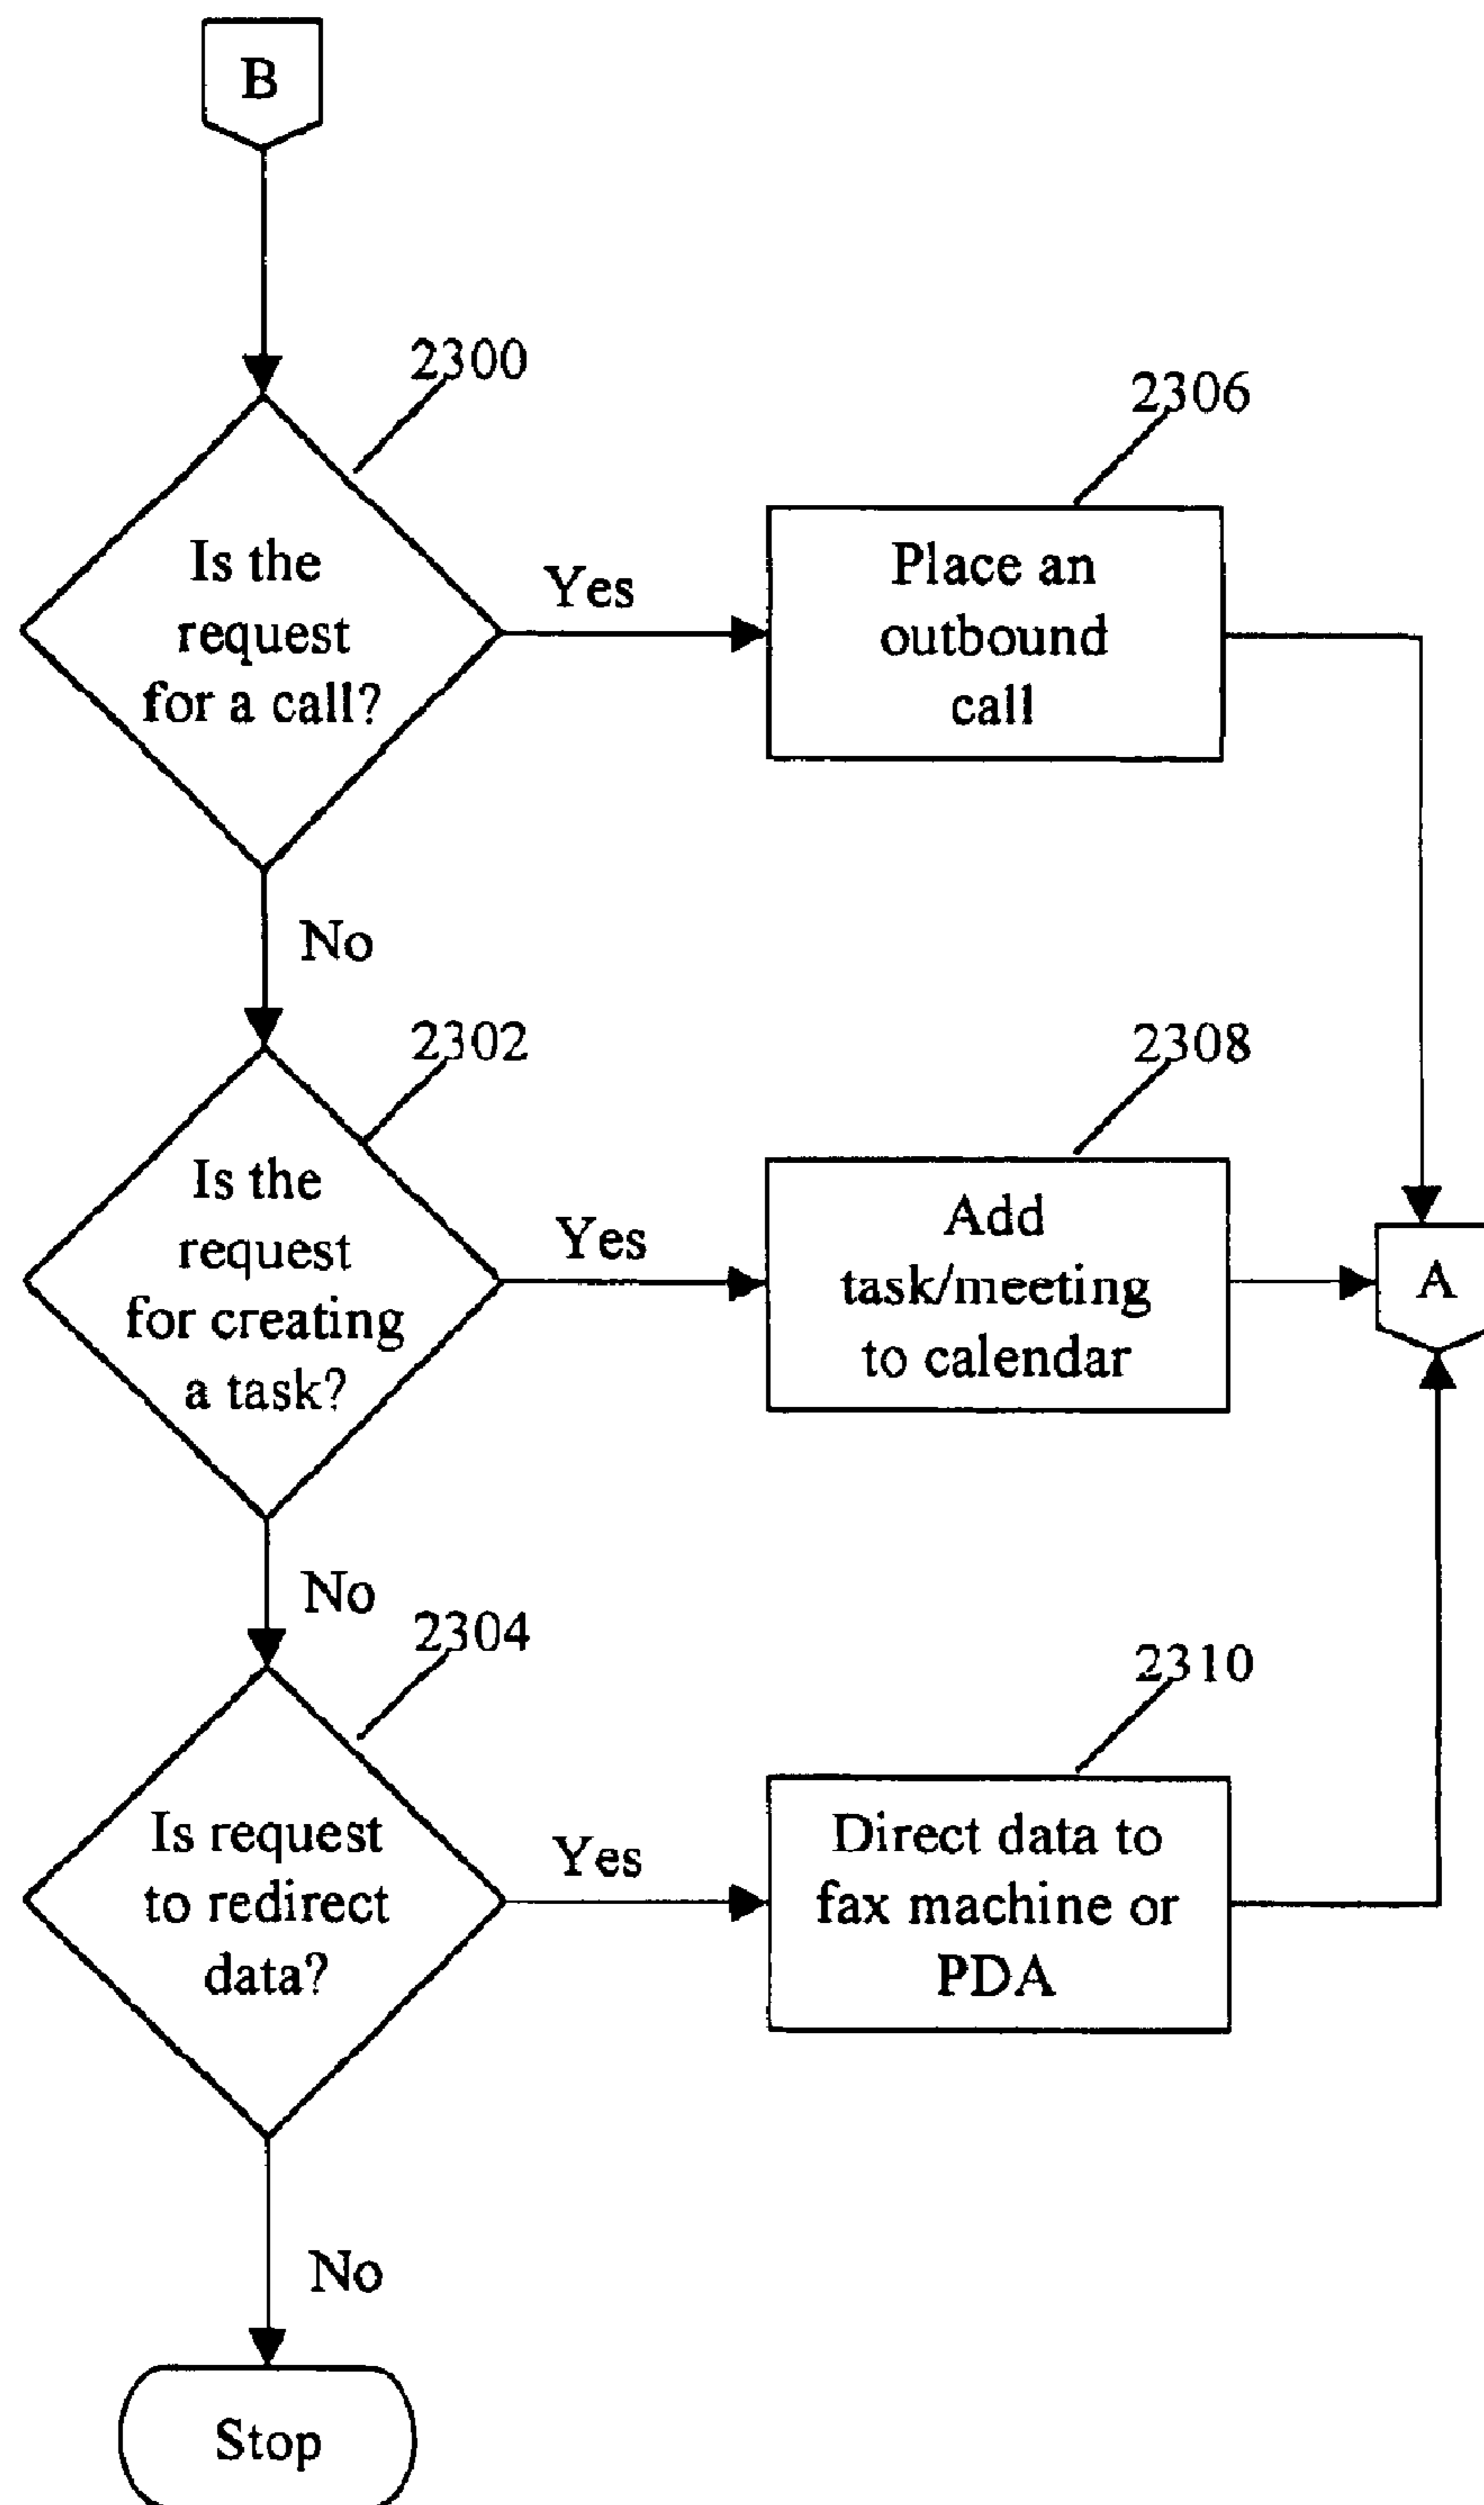 B
2300
2306
Is the
request
for a call?
Yes
Place an
outbound
call
No
2302
2308
Is the
request
for creating
a task?
Yes
Add
task/meeting
to calendar
A
No
2304
2310
Is request
to redirect
data?
Yes
Direct data to
fax machine or
PDA
No
Stop